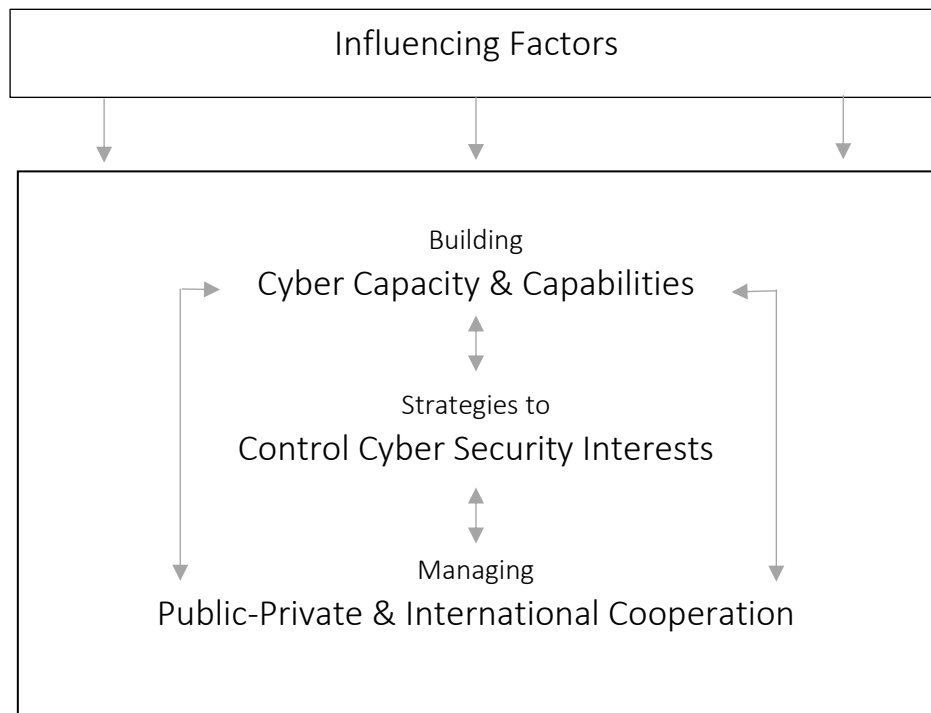 Influencing Factors
Building
Cyber Capacity & Capabilities
Strategies to
Control Cyber Security Interests
Managing
Public-Private & International Cooperation